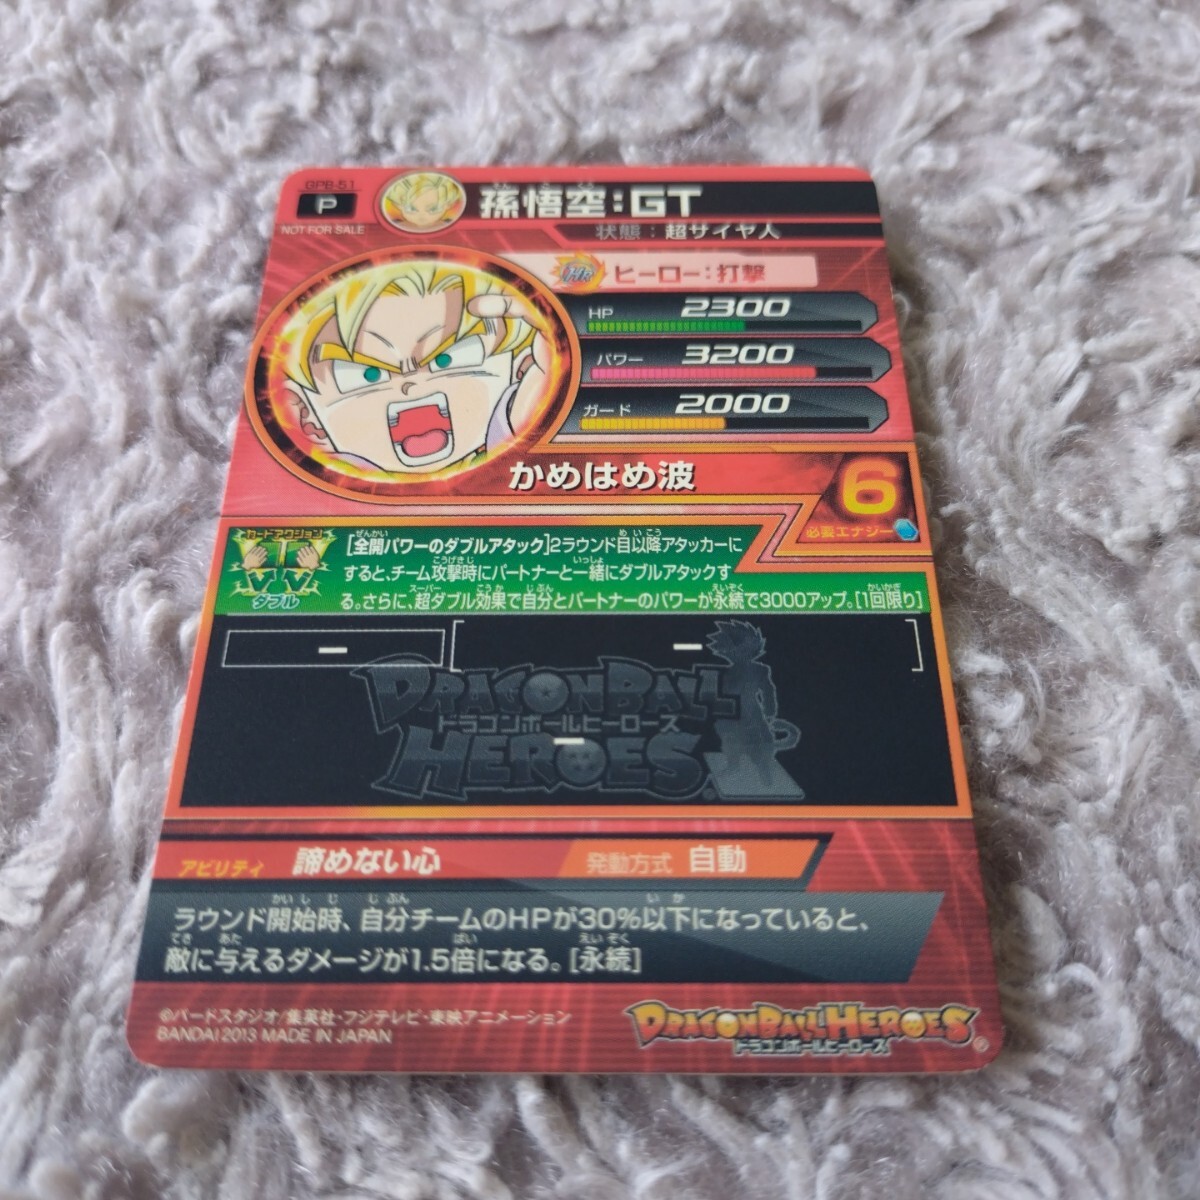 GPB-51
P
NOT FOR SALE
孫悟空:GT
状態:超サイヤ人
HR ヒーロー:打撃
HP 2300
パワー 3200
ガード 2000
かめはめ波
6
必要エナジー
カードアクション
ダブル
[全開パワーのダブルアタック]2ラウンド目以降アタッカーに
すると、チーム攻撃時にパートナーと一緒にダブルアタックす
る。さらに、超ダブル効果で自分とパートナーのパワーが永続で3000アップ。[1回限り]
ー
[ー]
DRAGON BALL
ドラゴンボールヒーローズ
HEROES
ー
アビリティ 諦めない心 発動方式 自動
ラウンド開始時、自分チームのHPが30%以下になっていると、
敵に与えるダメージが1.5倍になる。[永続]
©バードスタジオ/集英社・フジテレビ・東映アニメーション
BANDAI 2013 MADE IN JAPAN
DRAGON BALL HEROES
ドラゴンボールヒーローズ
®